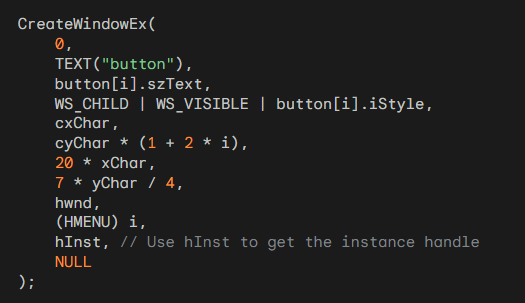 CreateWindowEx(
    0,
    TEXT("button"),
    button[i].szText,
    WS_CHILD | WS_VISIBLE | button[i].iStyle,
    cxChar,
    cyChar * (1 + 2 * i),
    20 * xChar,
    7 * yChar / 4,
    hwnd,
    (HMENU) i,
    hInst, // Use hInst to get the instance handle
    NULL
);